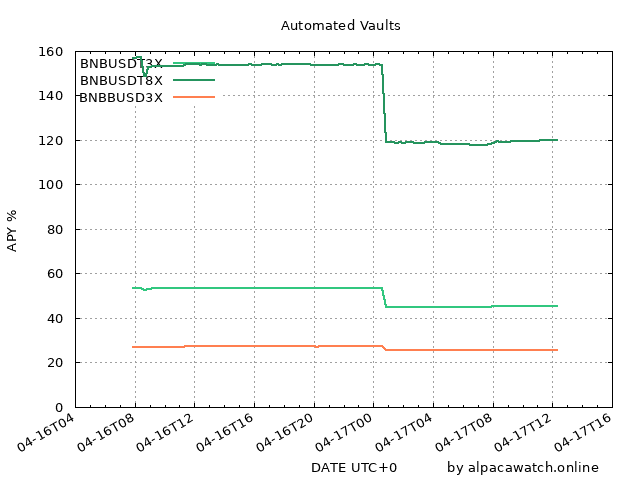 Automated Vaults
APY %
160
140
120
100
80
60
40
20
0
BNBUSDT3X
BNBUSDT8X
BNBBUSD3X
04-16T04
04-16T08
04-16T12
04-16T16
04-16T20
04-17T00
04-17T04
04-17T08
04-17T12
04-17T16
DATE UTC+0
by alpacawatch.online